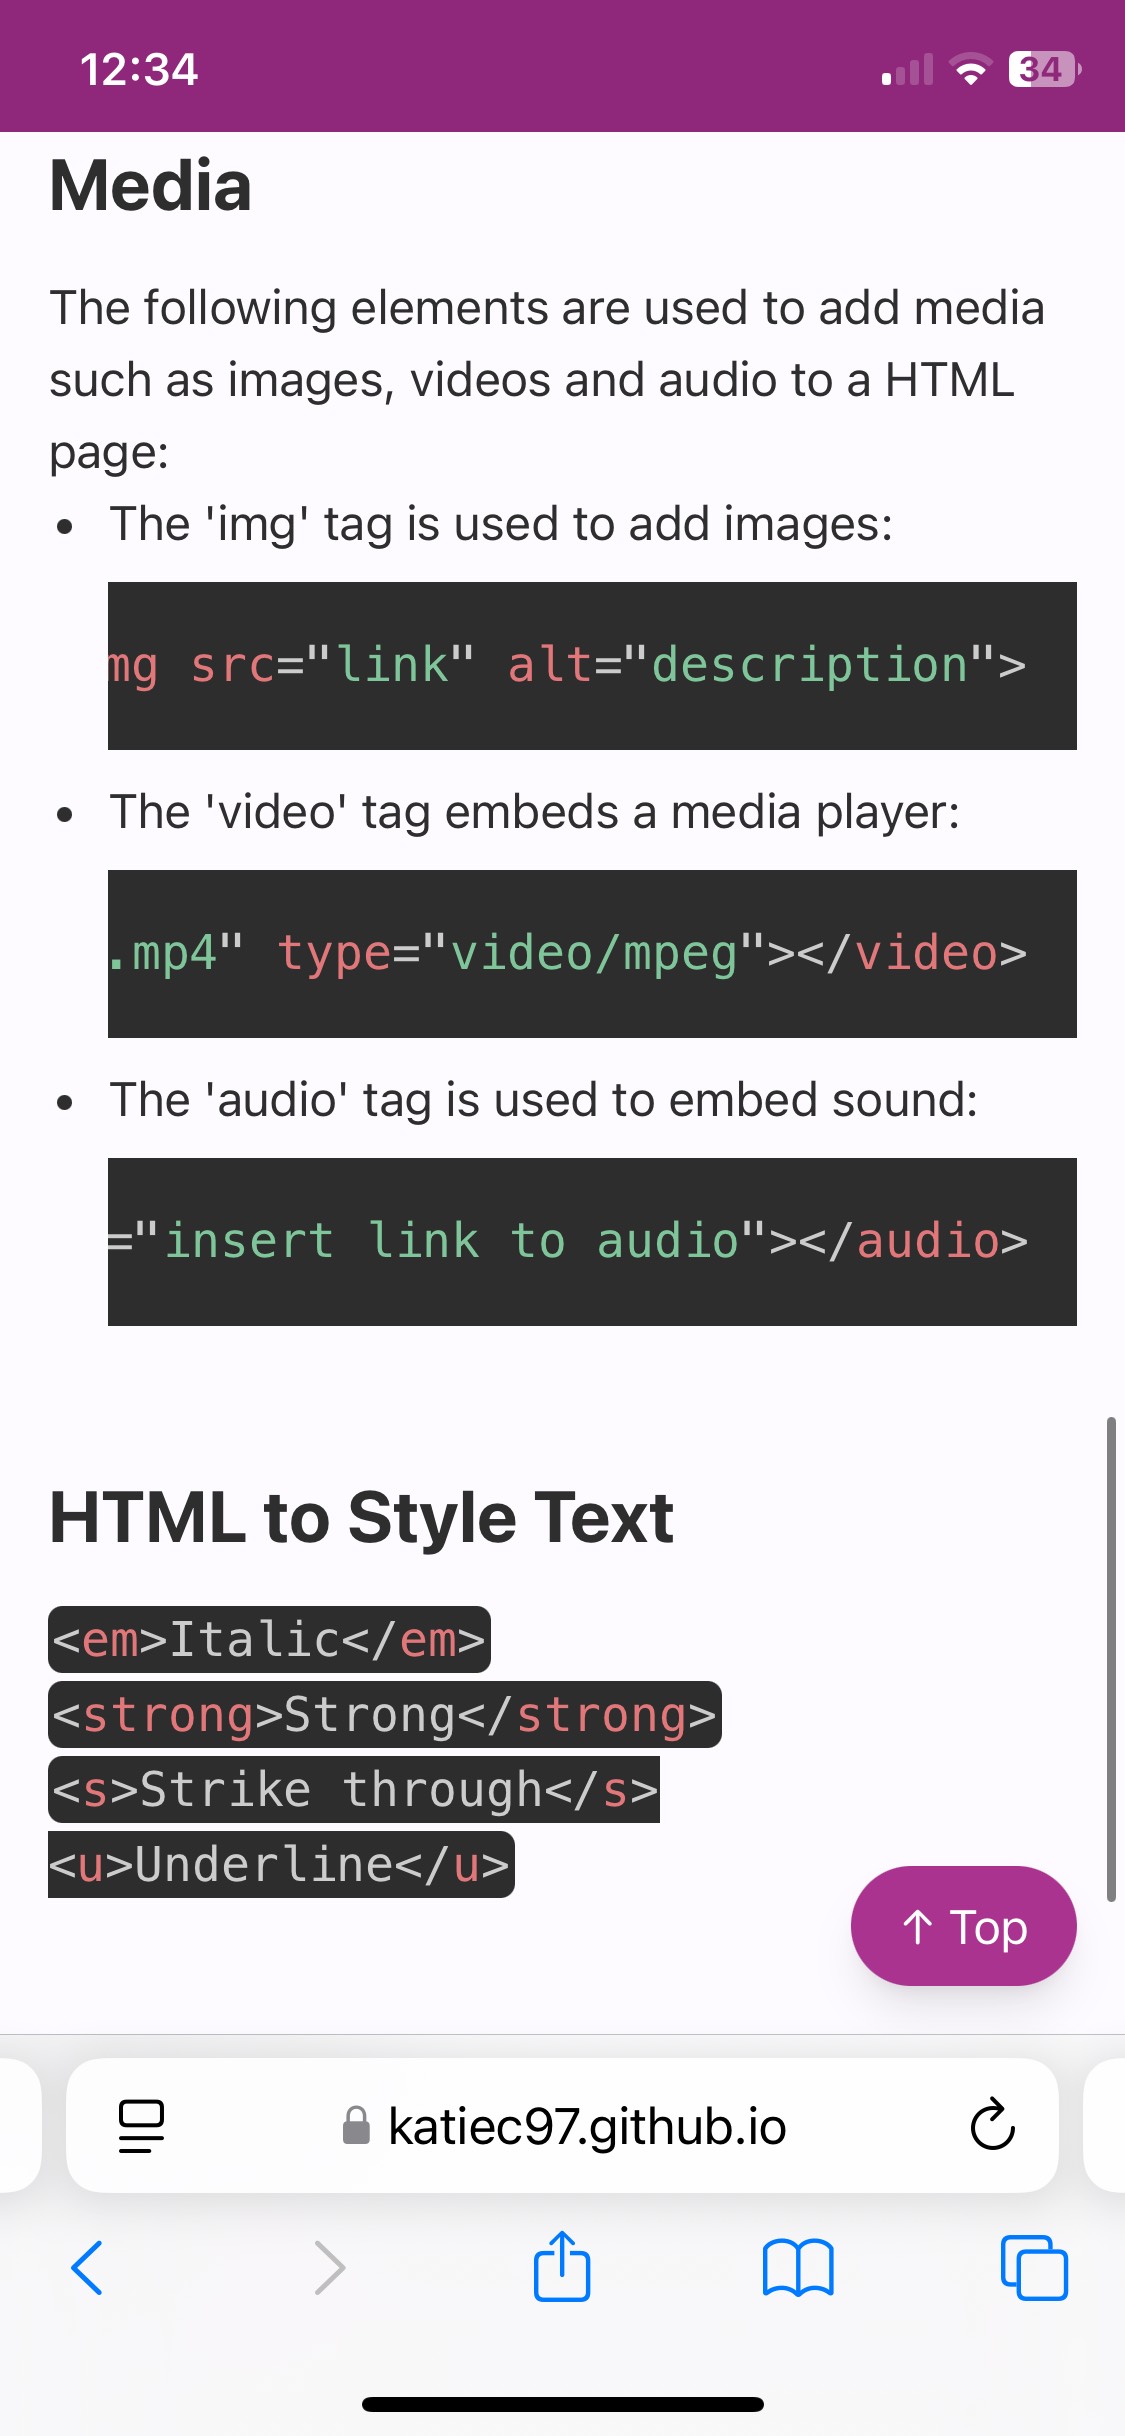 12:34
34
Media
The following elements are used to add media
such as images, videos and audio to a HTML
page:
• The 'img' tag is used to add images:
mg src="link" alt="description">
• The 'video' tag embeds a media player:
.mp4" type="video/mpeg"></video>
• The 'audio' tag is used to embed sound:
="insert link to audio"></audio>
HTML to Style Text
<em>Italic</em>
<strong>Strong</strong>
<s>Strike through</s>
<u>Underline</u>
↑ Top
katiec97.github.io